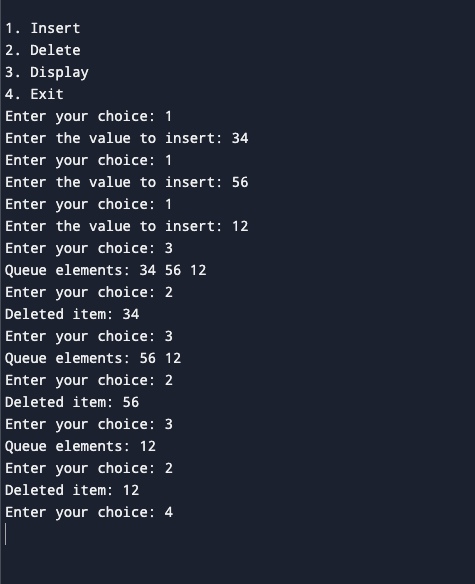 1. Insert
2. Delete
3. Display
4. Exit
Enter your choice: 1
Enter the value to insert: 34
Enter your choice: 1
Enter the value to insert: 56
Enter your choice: 1
Enter the value to insert: 12
Enter your choice: 3
Queue elements: 34 56 12
Enter your choice: 2
Deleted item: 34
Enter your choice: 3
Queue elements: 56 12
Enter your choice: 2
Deleted item: 56
Enter your choice: 3
Queue elements: 12
Enter your choice: 2
Deleted item: 12
Enter your choice: 4